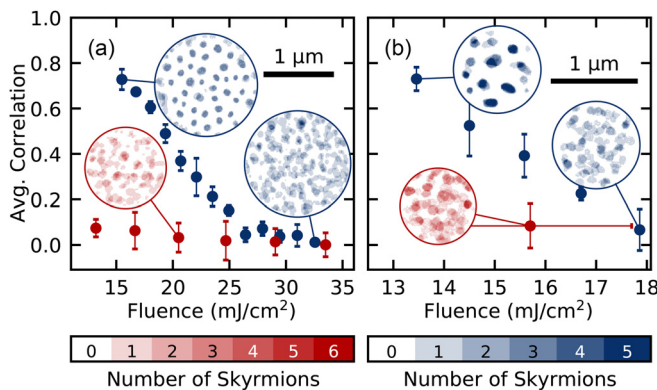 (a)
1 μm
(b)
1 μm
Avg. Correlation
1.0
0.8
0.6
0.4
0.2
0.0
15 20 25 30 35
13 14 15 16 17 18
Fluence (mJ/cm²)
Fluence (mJ/cm²)
0 1 2 3 4 5 6
0 1 2 3 4 5
Number of Skyrmions
Number of Skyrmions